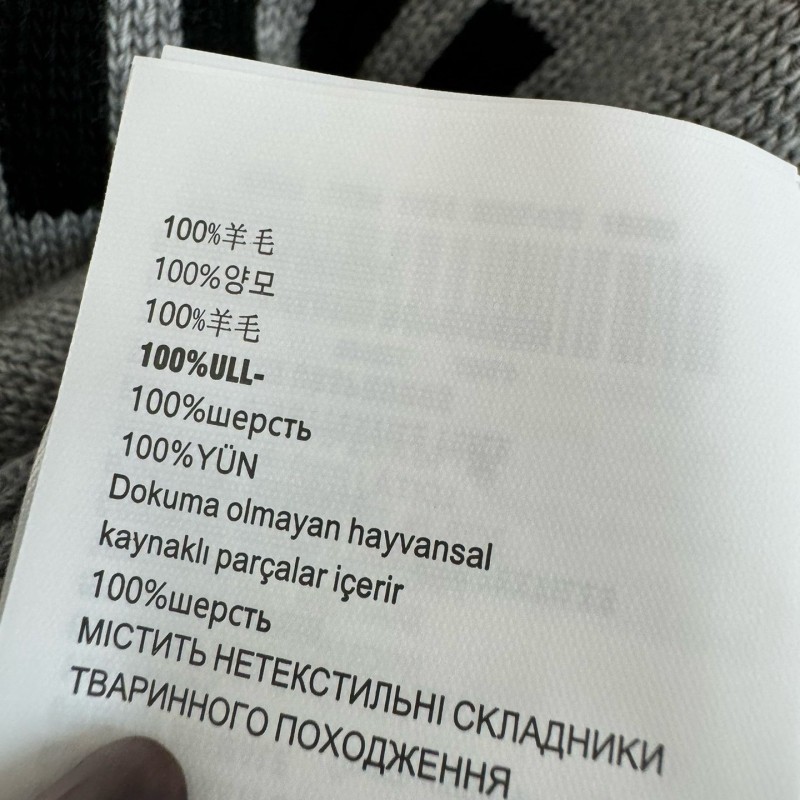 100%羊毛
100%양모
100%羊毛
100%ULL-
100%шерсть
100%YÜN
Dokuma olmayan hayvansal
kaynaklı parçalar içerir
100%шерсть
МІСТИТЬ НЕТЕКСТИЛЬНІ СКЛАДНИКИ
ТВАРИННОГО ПОХОДЖЕННЯ